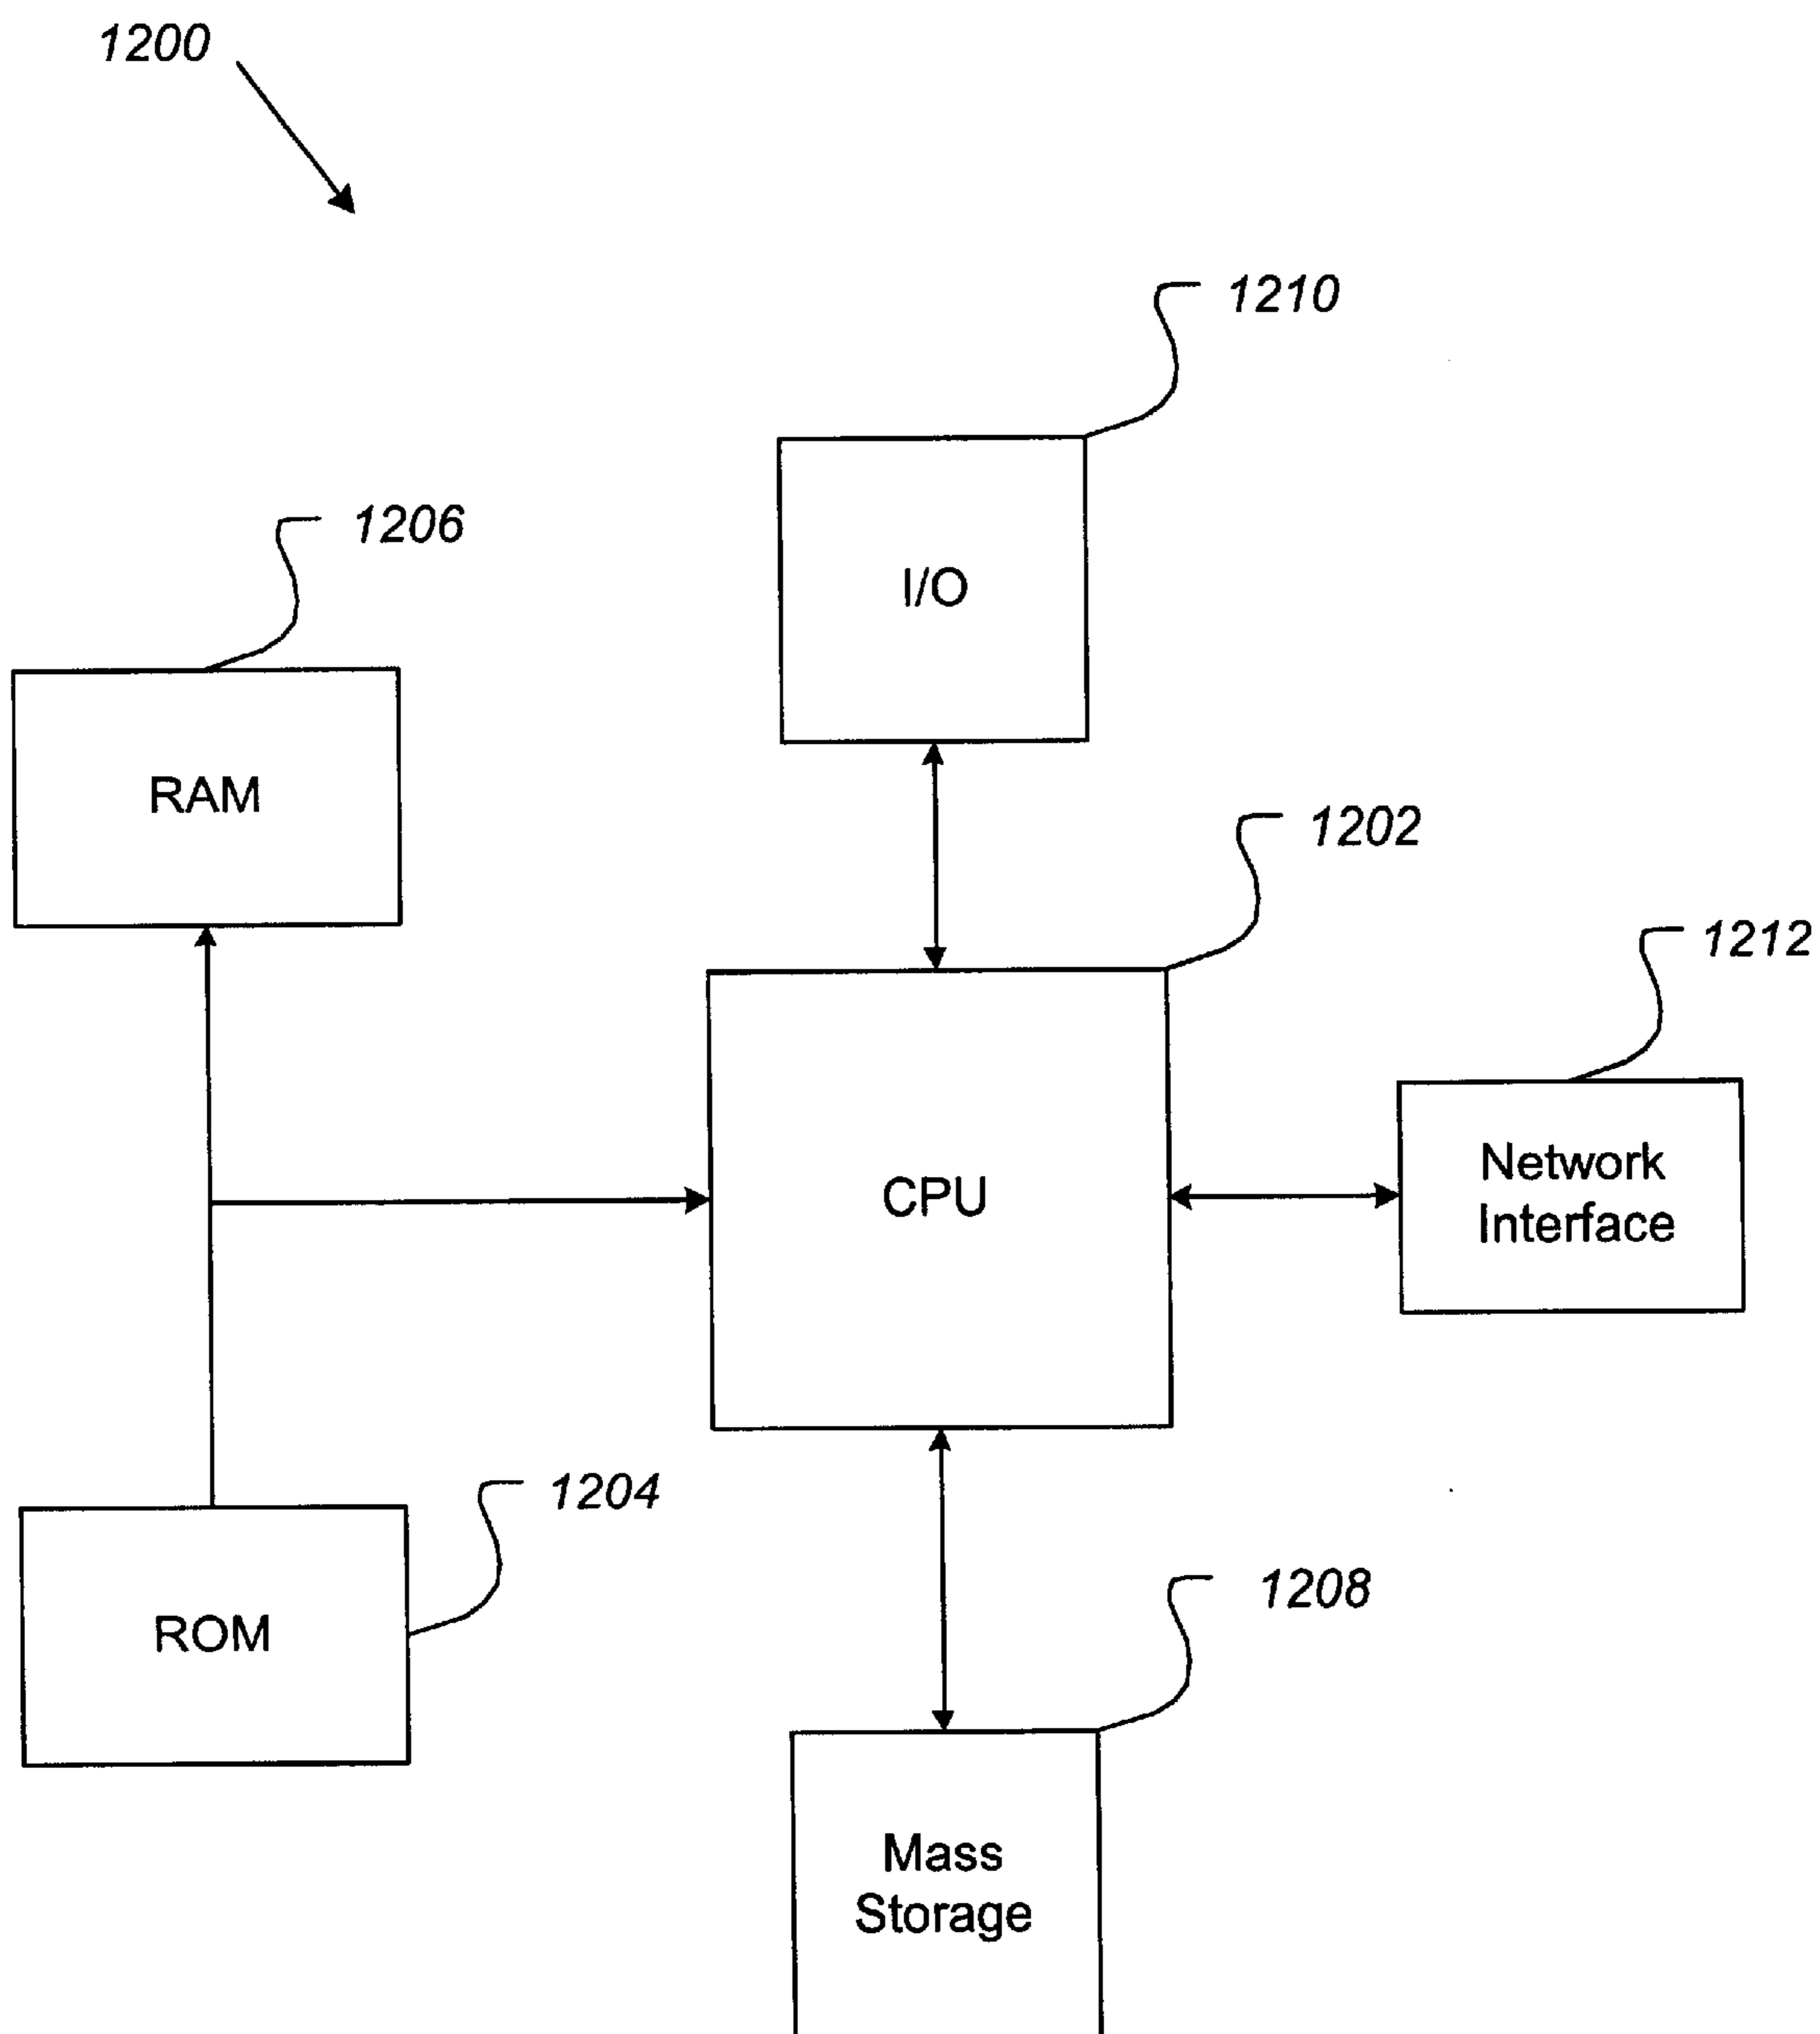 1200
1210
I/O
1206
RAM
1202
CPU
1212
Network
Interface
1204
ROM
1208
Mass
Storage